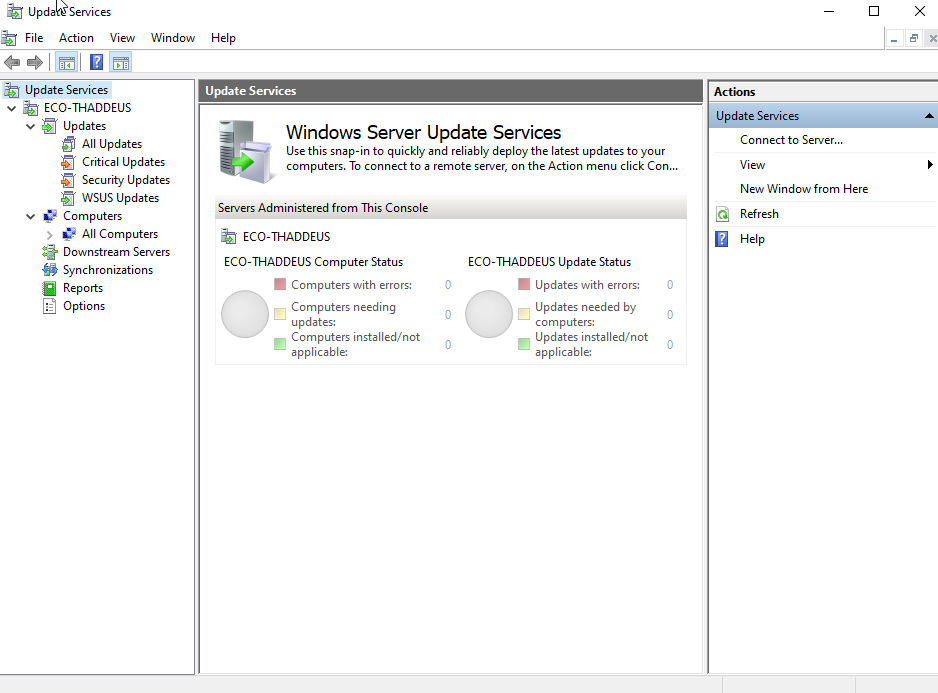 Update Services
File Action View Window Help
Update Services
ECO-THADDEUS
Updates
All Updates
Critical Updates
Security Updates
WSUS Updates
Computers
All Computers
Downstream Servers
Synchronizations
Reports
Options
Update Services
Windows Server Update Services
Use this snap-in to quickly and reliably deploy the latest updates to your
computers. To connect to a remote server, on the Action menu click Con...
Servers Administered from This Console
ECO-THADDEUS
ECO-THADDEUS Computer Status
Computers with errors: 0
Computers needing
updates: 0
Computers installed/not
applicable: 0
ECO-THADDEUS Update Status
Updates with errors: 0
Updates needed by
computers: 0
Updates installed/not
applicable: 0
Actions
Update Services
Connect to Server...
View
New Window from Here
Refresh
Help